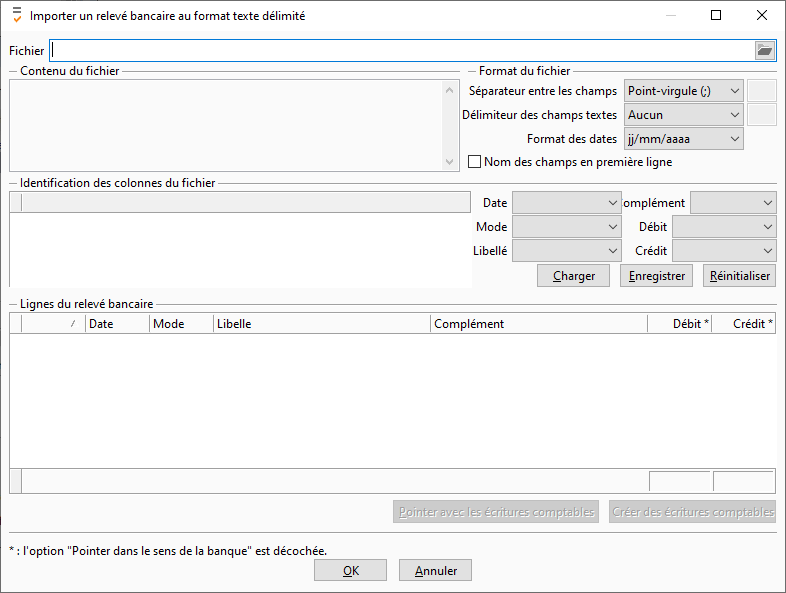 Importer un relevé bancaire au format texte délimité
Fichier
Contenu du fichier
Format du fichier
Séparateur entre les champs Point-virgule (;)
Délimiteur des champs textes Aucun
Format des dates jj/mm/aaaa
Nom des champs en première ligne
Identification des colonnes du fichier
Date omplément
Mode Débit
Libellé Crédit
Charger Enregistrer Réinitialiser
Lignes du relevé bancaire
Date Mode Libelle Complément Débit * Crédit *
Pointer avec les écritures comptables Créer des écritures comptables
* : l'option "Pointer dans le sens de la banque" est décochée.
OK Annuler